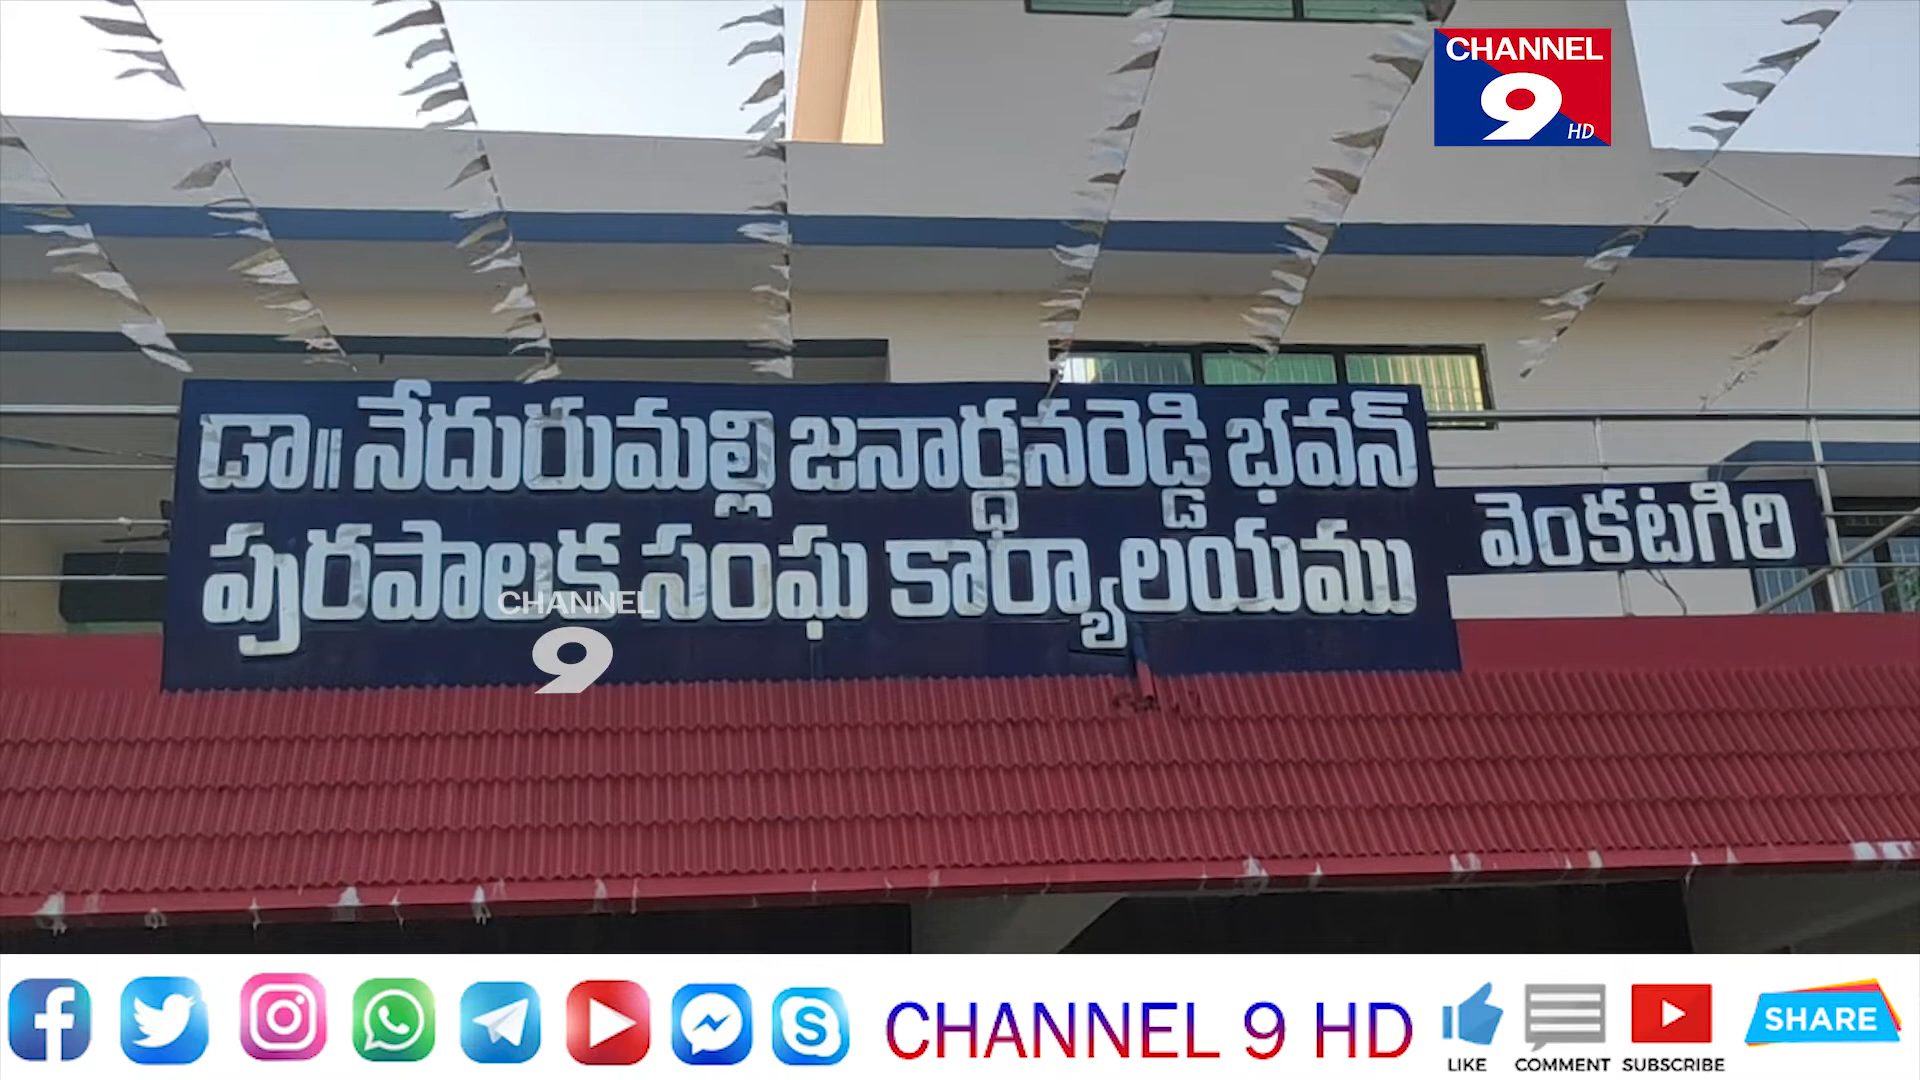 CHANNEL
9
HD
డా॥ నేదురుమల్లి జనార్ధనరెడ్డి భవన్
పురపాలక సంఘ కార్యాలయము
వెంకటగిరి
CHANNEL
9
CHANNEL 9 HD
LIKE
COMMENT
SUBSCRIBE
SHARE